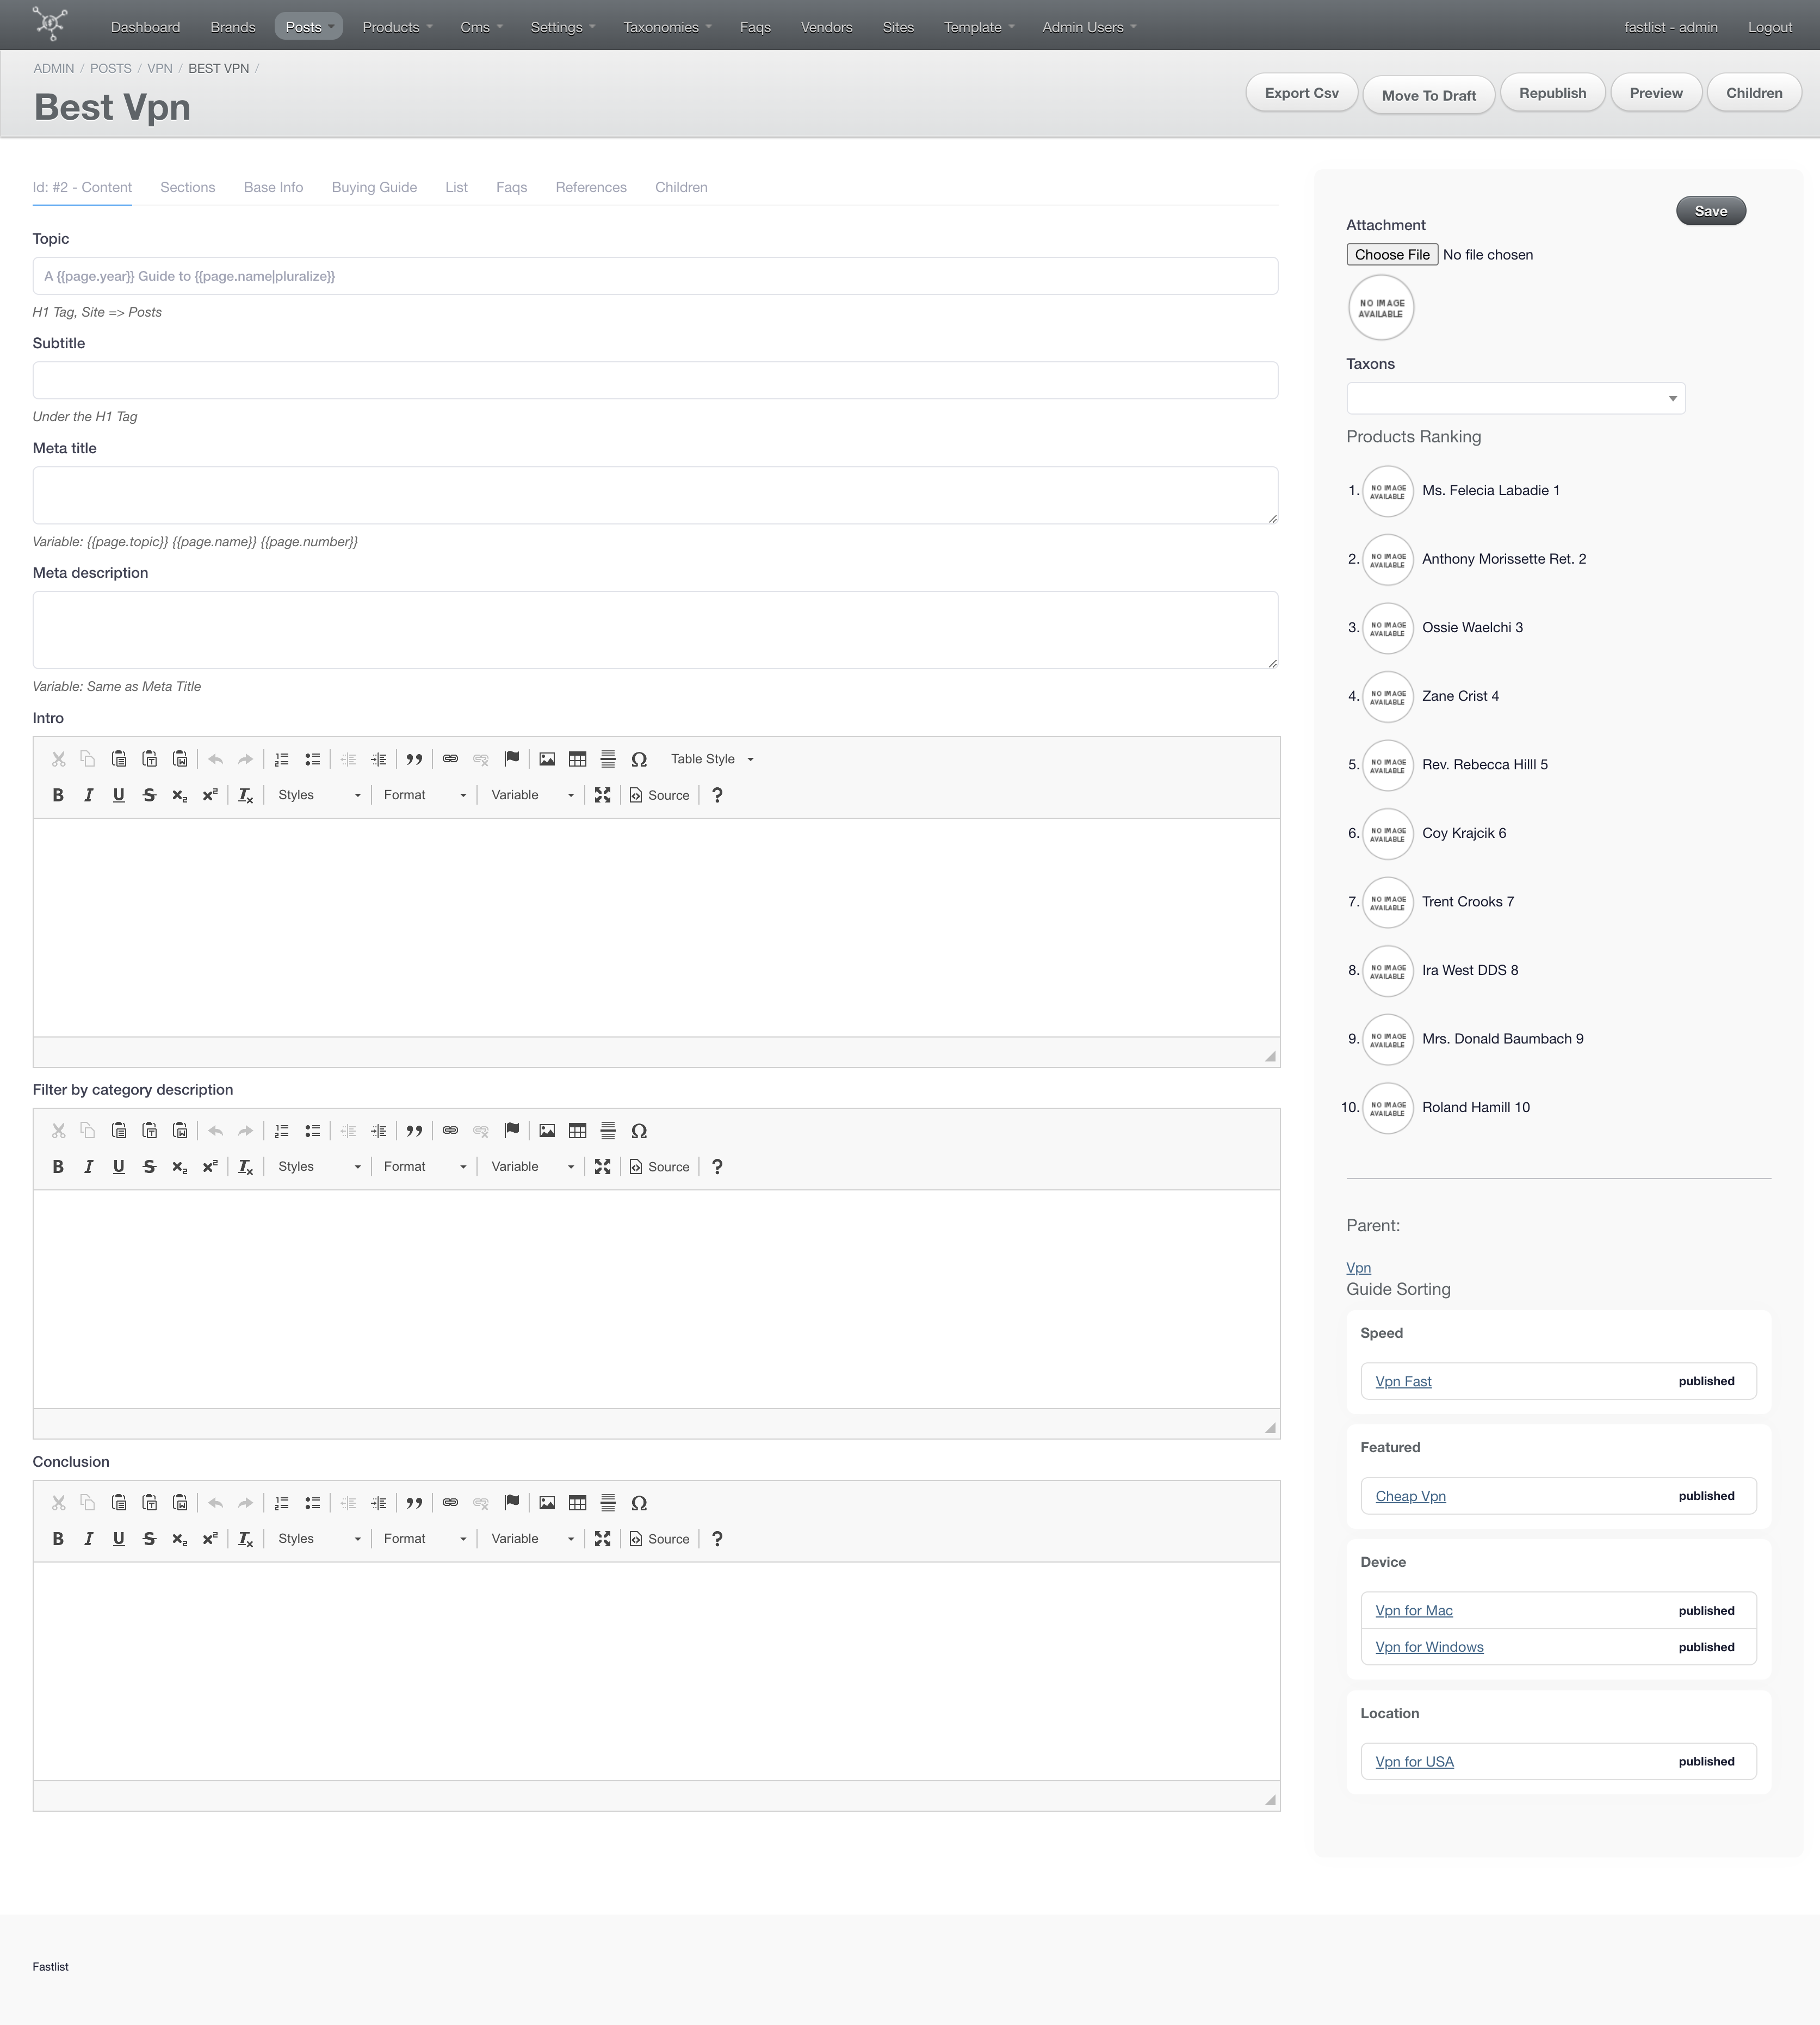 Dashboard Brands Posts Products Cms Settings Taxonomies Faqs Vendors Sites Template Admin Users fastlist - admin Logout
ADMIN / POSTS / VPN / BEST VPN /
Best Vpn
Export Csv Move To Draft Republish Preview Children
Id: #2 - Content Sections Base Info Buying Guide List Faqs References Children
Topic
A {{page.year}} Guide to {{page.name|pluralize}}
H1 Tag, Site => Posts
Subtitle
Under the H1 Tag
Meta title
Variable: {{page.topic}} {{page.name}} {{page.number}}
Meta description
Variable: Same as Meta Title
Intro
Table Style
Styles Format Variable Source ?
Filter by category description
Styles Format Variable Source ?
Conclusion
Styles Format Variable Source ?
Save
Attachment
Choose File No file chosen
NO IMAGE
AVAILABLE
Taxons
Products Ranking
1. NO IMAGE AVAILABLE Ms. Felecia Labadie 1
2. NO IMAGE AVAILABLE Anthony Morissette Ret. 2
3. NO IMAGE AVAILABLE Ossie Waelchi 3
4. NO IMAGE AVAILABLE Zane Crist 4
5. NO IMAGE AVAILABLE Rev. Rebecca Hilll 5
6. NO IMAGE AVAILABLE Coy Krajcik 6
7. NO IMAGE AVAILABLE Trent Crooks 7
8. NO IMAGE AVAILABLE Ira West DDS 8
9. NO IMAGE AVAILABLE Mrs. Donald Baumbach 9
10. NO IMAGE AVAILABLE Roland Hamill 10
Parent:
Vpn
Guide Sorting
Speed
Vpn Fast published
Featured
Cheap Vpn published
Device
Vpn for Mac published
Vpn for Windows published
Location
Vpn for USA published
Fastlist